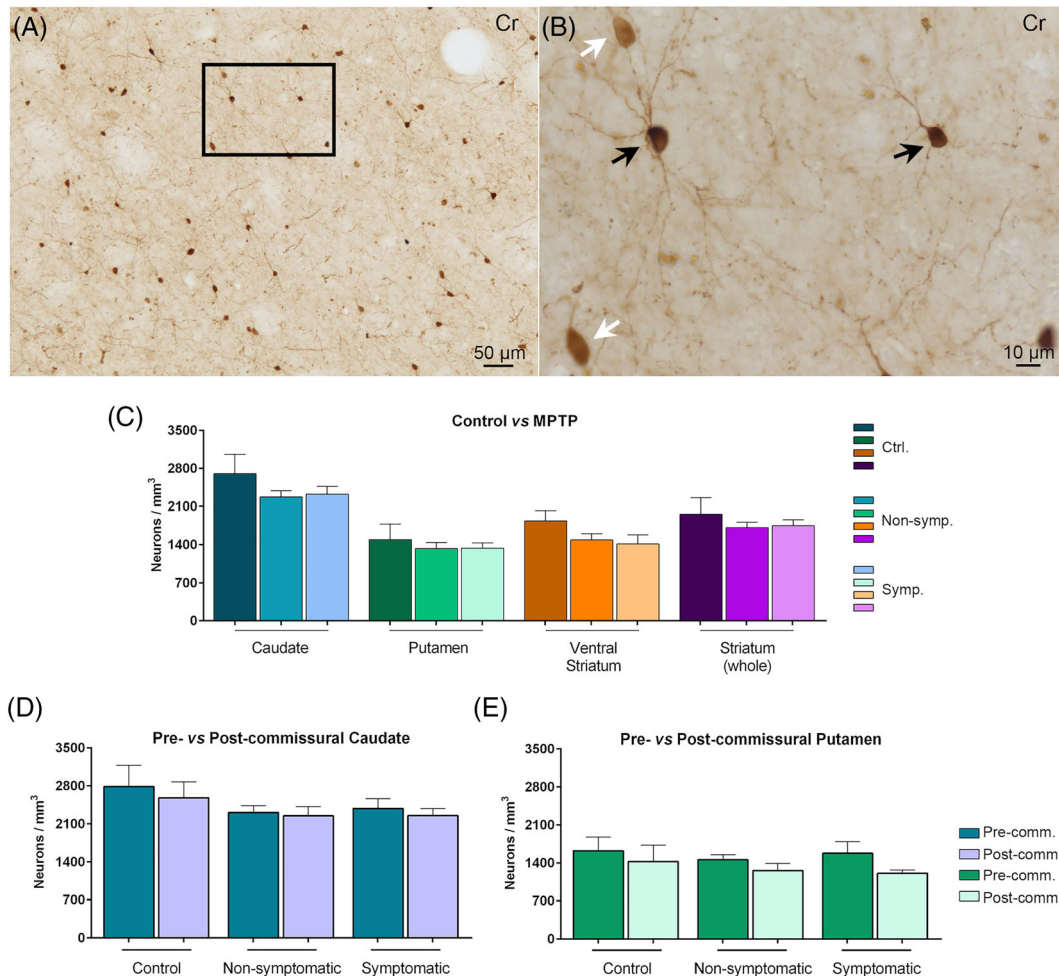 (A)
Cr
50 µm
(B)
Cr
10 µm
(C)
Control vs MPTP
Neurons / mm³
3500
2800
2100
1400
700
0
Caudate
Putamen
Ventral
Striatum
Striatum
(whole)
Ctrl.
Non-symp.
Symp.
(D)
Pre- vs Post-commissural Caudate
Neurons / mm³
3500
2800
2100
1400
700
0
Control
Non-symptomatic
Symptomatic
(E)
Pre- vs Post-commissural Putamen
Neurons / mm³
3500
2800
2100
1400
700
0
Control
Non-symptomatic
Symptomatic
Pre-comm.
Post-comm
Pre-comm.
Post-comm